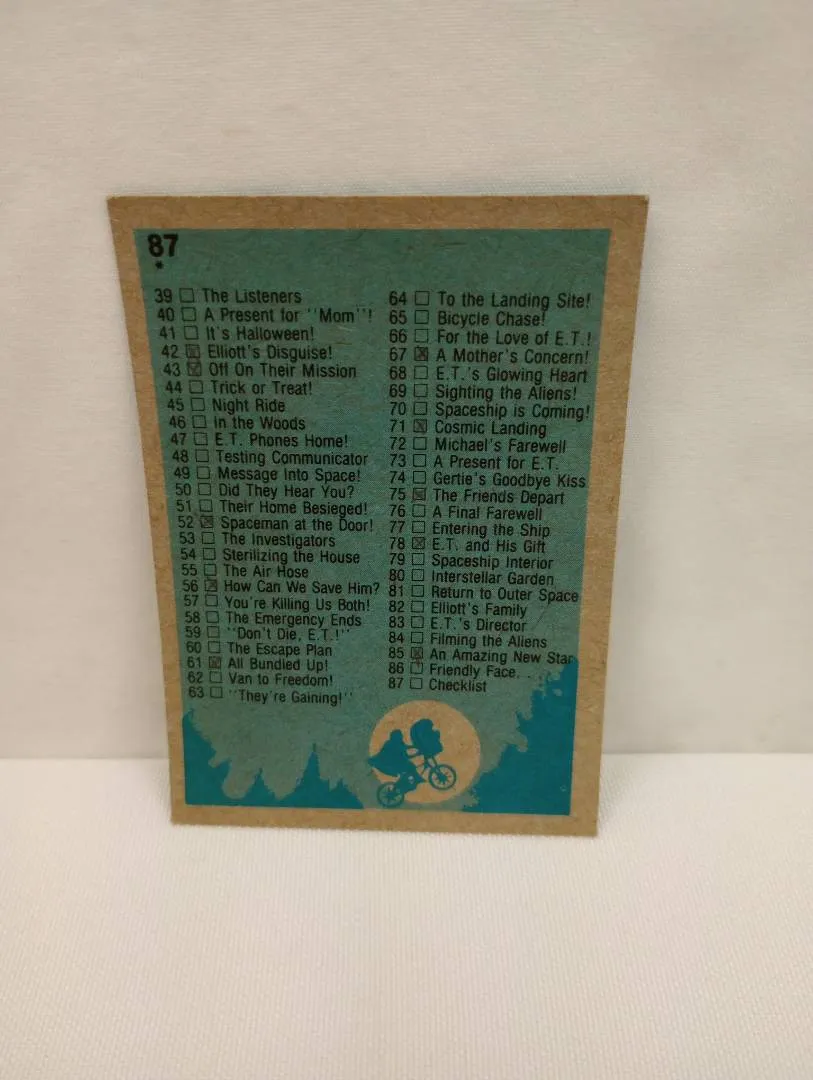 87
*
39 ☐ The Listeners
40 ☐ A Present for ''Mom''!
41 ☐ It's Halloween!
42 ☒ Elliott's Disguise!
43 ☒ Off On Their Mission
44 ☐ Trick or Treat!
45 ☐ Night Ride
46 ☐ In the Woods
47 ☐ E.T. Phones Home!
48 ☐ Testing Communicator
49 ☐ Message Into Space!
50 ☐ Did They Hear You?
51 ☐ Their Home Besieged!
52 ☒ Spaceman at the Door!
53 ☐ The Investigators
54 ☐ Sterilizing the House
55 ☐ The Air Hose
56 ☒ How Can We Save Him?
57 ☐ You're Killing Us Both!
58 ☐ The Emergency Ends
59 ☐ ''Don't Die, E.T.!''
60 ☐ The Escape Plan
61 ☒ All Bundled Up!
62 ☐ Van to Freedom!
63 ☐ ''They're Gaining!''
64 ☐ To the Landing Site!
65 ☐ Bicycle Chase!
66 ☐ For the Love of E.T.!
67 ☒ A Mother's Concern!
68 ☐ E.T.'s Glowing Heart
69 ☐ Sighting the Aliens!
70 ☐ Spaceship is Coming!
71 ☒ Cosmic Landing
72 ☐ Michael's Farewell
73 ☐ A Present for E.T.
74 ☐ Gertie's Goodbye Kiss
75 ☒ The Friends Depart
76 ☐ A Final Farewell
77 ☐ Entering the Ship
78 ☒ E.T. and His Gift
79 ☐ Spaceship Interior
80 ☐ Interstellar Garden
81 ☐ Return to Outer Space
82 ☐ Elliott's Family
83 ☐ E.T.'s Director
84 ☐ Filming the Aliens
85 ☒ An Amazing New Star
86 ☐ Friendly Face. . .
87 ☐ Checklist